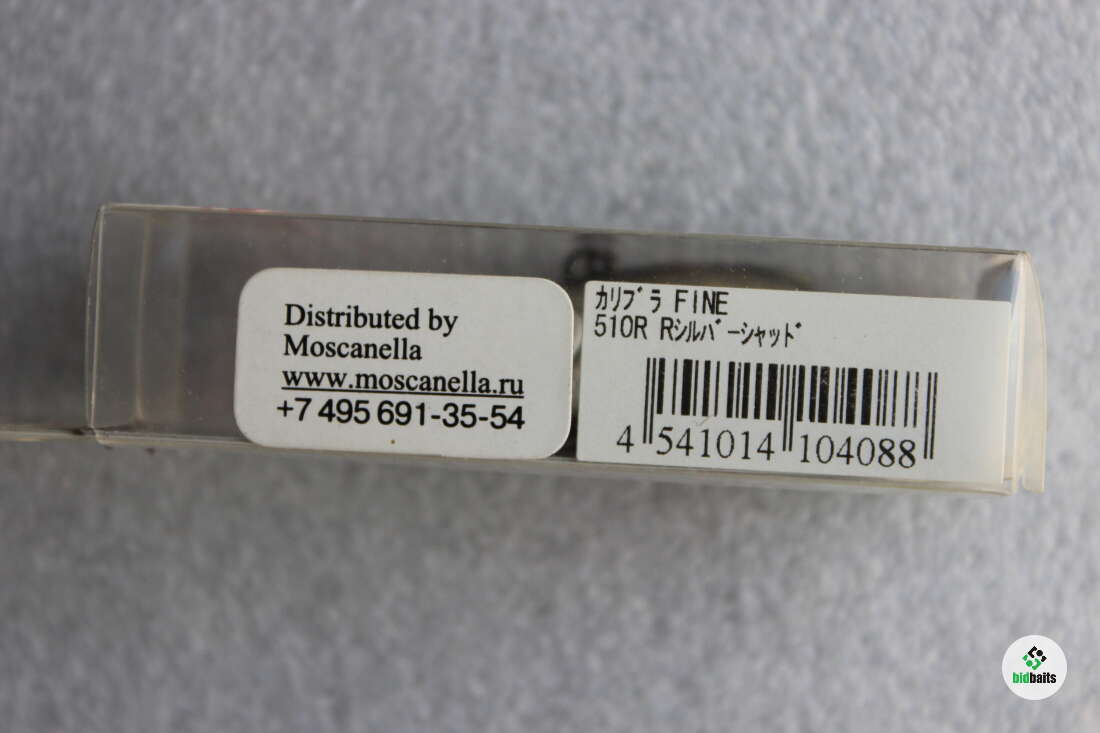 Distributed by
Moscanella
www.moscanella.ru
+7 495 691-35-54
ｶﾘﾌﾞﾗ FINE
510R Rｼﾙﾊﾞｰｼｬｯﾄﾞ
4 541014 104088
bidbaits